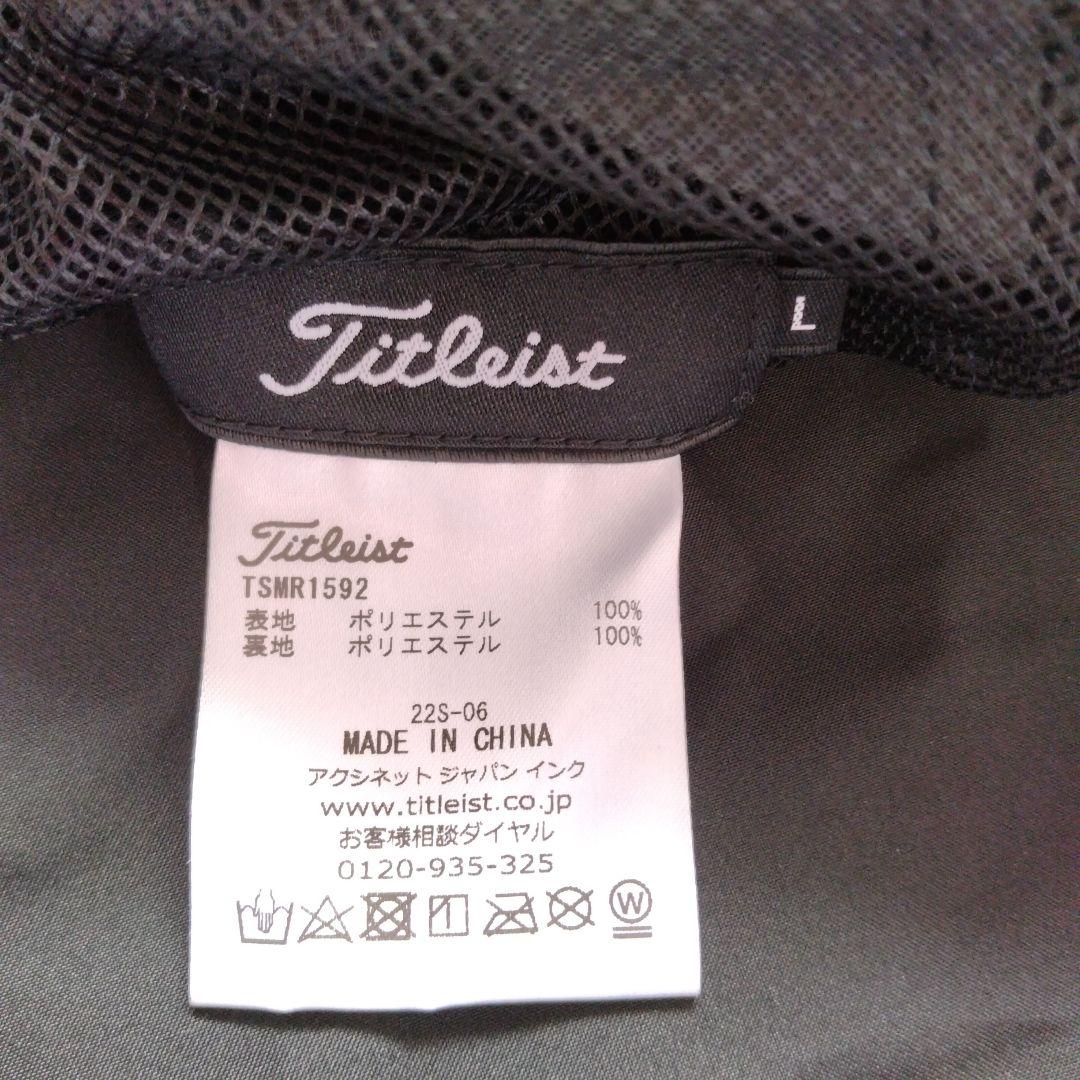 Titleist
L
Titleist
TSMR1592
表地 ポリエステル 100%
裏地 ポリエステル 100%
22S-06
MADE IN CHINA
アクシネット ジャパン インク
www.titleist.co.jp
お客様相談ダイヤル
0120-935-325
W